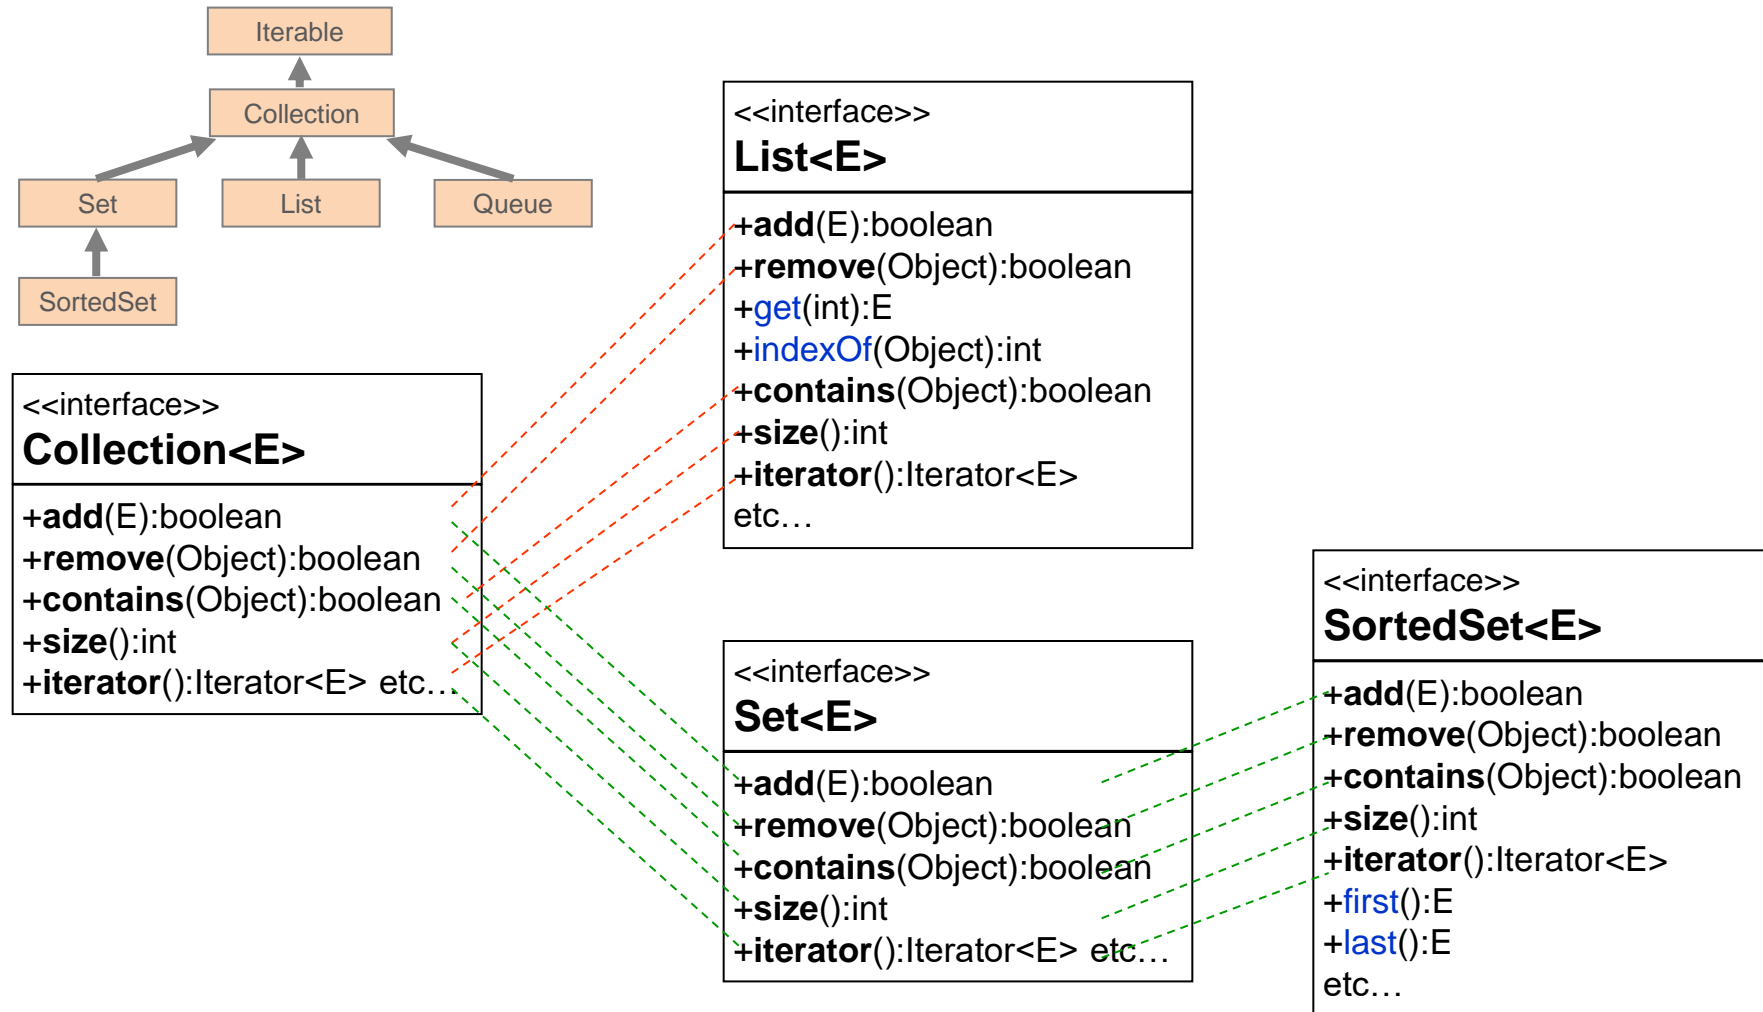 Iterable
Collection
Set
List
Queue
SortedSet
<<interface>>
Collection<E>
+add(E):boolean
+remove(Object):boolean
+contains(Object):boolean
+size():int
+iterator():Iterator<E> etc…
<<interface>>
List<E>
+add(E):boolean
+remove(Object):boolean
+get(int):E
+indexOf(Object):int
+contains(Object):boolean
+size():int
+iterator():Iterator<E>
etc…
<<interface>>
Set<E>
+add(E):boolean
+remove(Object):boolean
+contains(Object):boolean
+size():int
+iterator():Iterator<E> etc…
<<interface>>
SortedSet<E>
+add(E):boolean
+remove(Object):boolean
+contains(Object):boolean
+size():int
+iterator():Iterator<E>
+first():E
+last():E
etc…